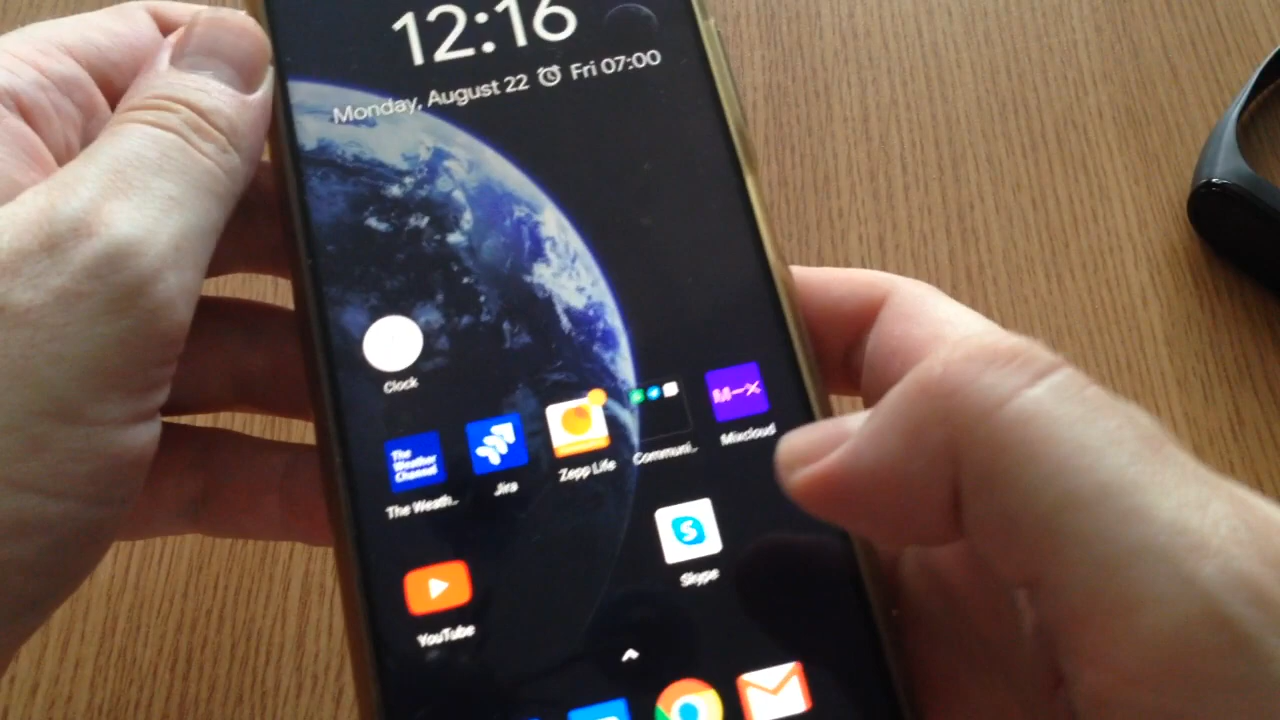 12:16
Monday, August 22 Fri 07:00
Clock
The
Weather
Channel
M-X
The Weath..
Jira
Zepp Life
Communi..
Mixcloud
S
Skype
YouTube